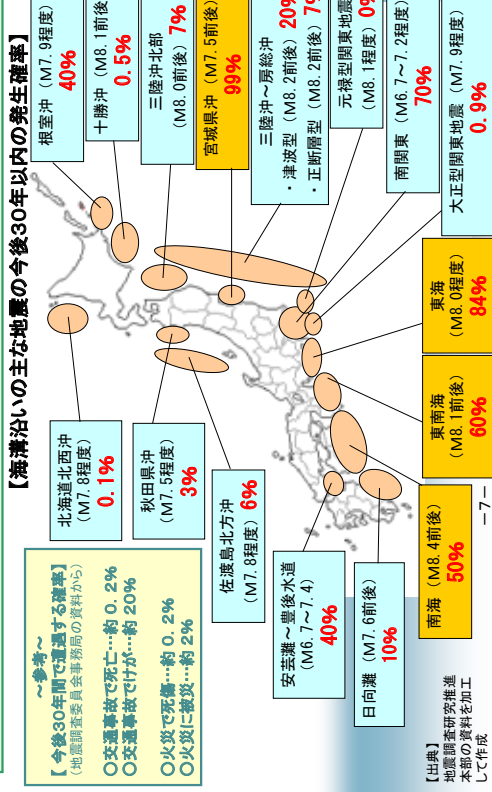 【海溝沿いの主な地震の今後30年以内の発生確率】
根室沖（M7.9程度）
40%
十勝沖（M8.1前後
0.5%
三陸沖北部
（M8.0前後）7%
宮城県沖（M7.5前後）
99%
三陸沖～房総沖
・津波型（M8.2前後）20%
・正断層型（M8.2前後）7%
元禄型関東地震
（M8.1程度）0%
南関東（M6.7～7.2程度）
70%
大正型関東地震（M7.9程度）
0.9%
東海
（M8.0程度）
84%
東南海
（M8.1前後）
60%
南海（M8.4前後）
50%
北海道北西沖
（M7.8程度）
0.1%
秋田県沖
（M7.5程度）
3%
佐渡島北方沖
（M7.8程度）6%
安芸灘～豊後水道
（M6.7～7.4）
40%
日向灘（M7.6前後）
10%
～参考～
【今後30年間で遭遇する確率】
（地震調査委員会事務局の資料から）
○交通事故で死亡…約0.2%
○交通事故でけが…約20%
○火災で死傷…約0.2%
○火災に被災…約2%
【出典】
地震調査研究推進
本部の資料を加工
して作成
－7－